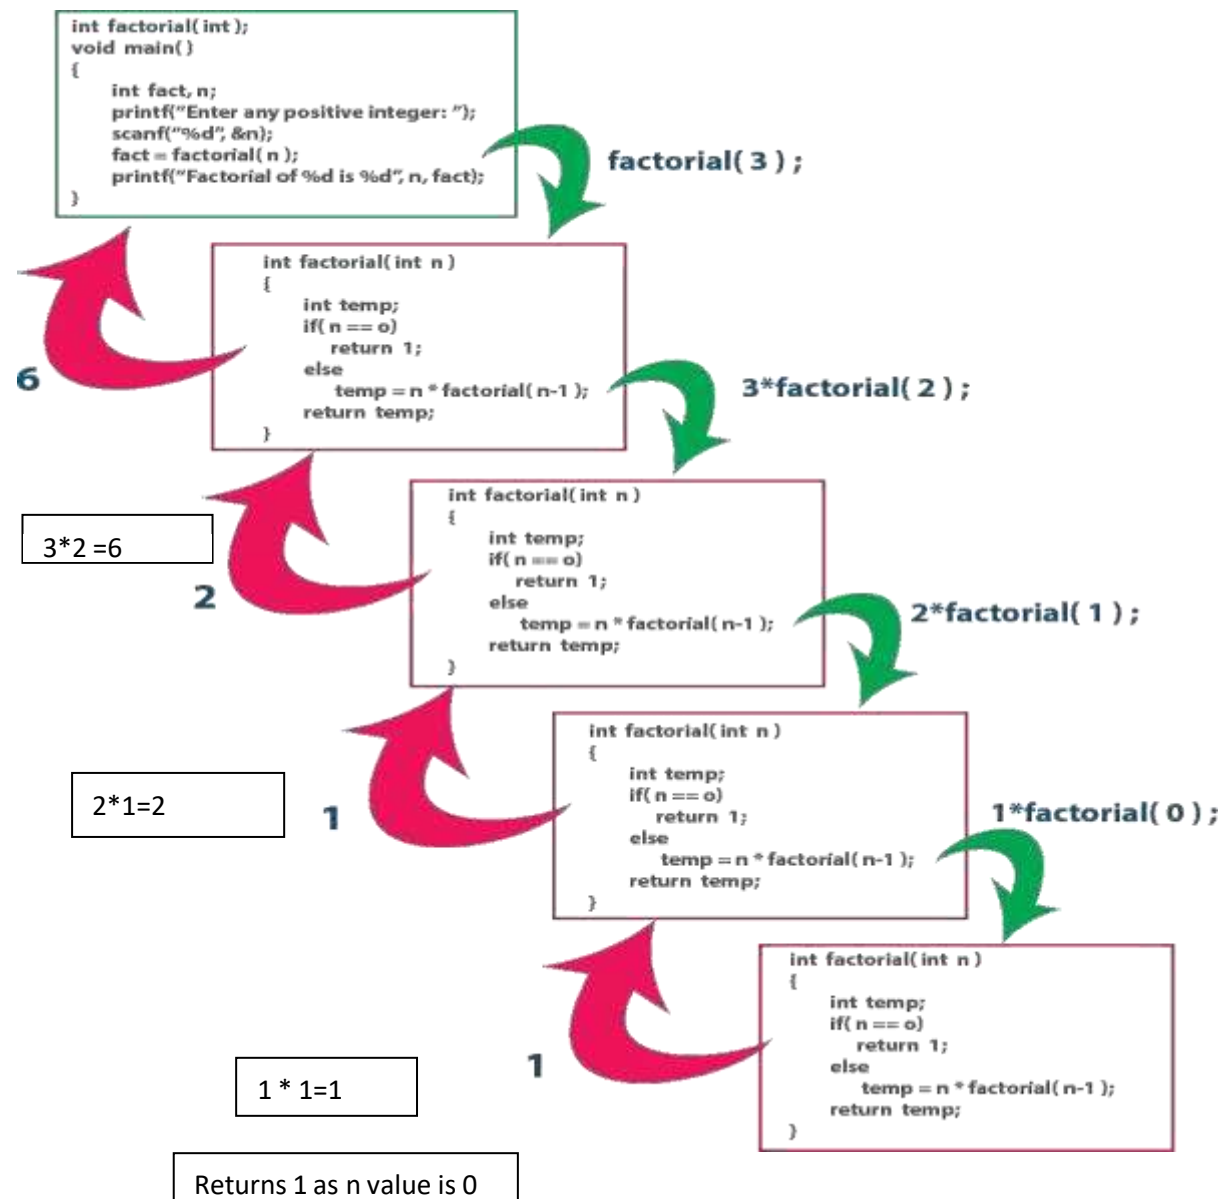 int factorial( int );
void main( )
{
int fact, n;
printf("Enter any positive integer: ");
scanf("%d", &n);
fact = factorial( n );
printf("Factorial of %d is %d", n, fact);
}
factorial( 3 ) ;
int factorial( int n )
{
int temp;
if( n == o)
return 1;
else
temp = n * factorial( n-1 );
return temp;
}
6
3*factorial( 2 ) ;
int factorial( int n )
{
int temp;
if( n == o)
return 1;
else
temp = n * factorial( n-1 );
return temp;
}
3*2 =6
2
2*factorial( 1 ) ;
int factorial( int n )
{
int temp;
if( n == o)
return 1;
else
temp = n * factorial( n-1 );
return temp;
}
2*1=2
1
1*factorial( 0 ) ;
int factorial( int n )
{
int temp;
if( n == o)
return 1;
else
temp = n * factorial( n-1 );
return temp;
}
1
1 * 1=1
Returns 1 as n value is 0